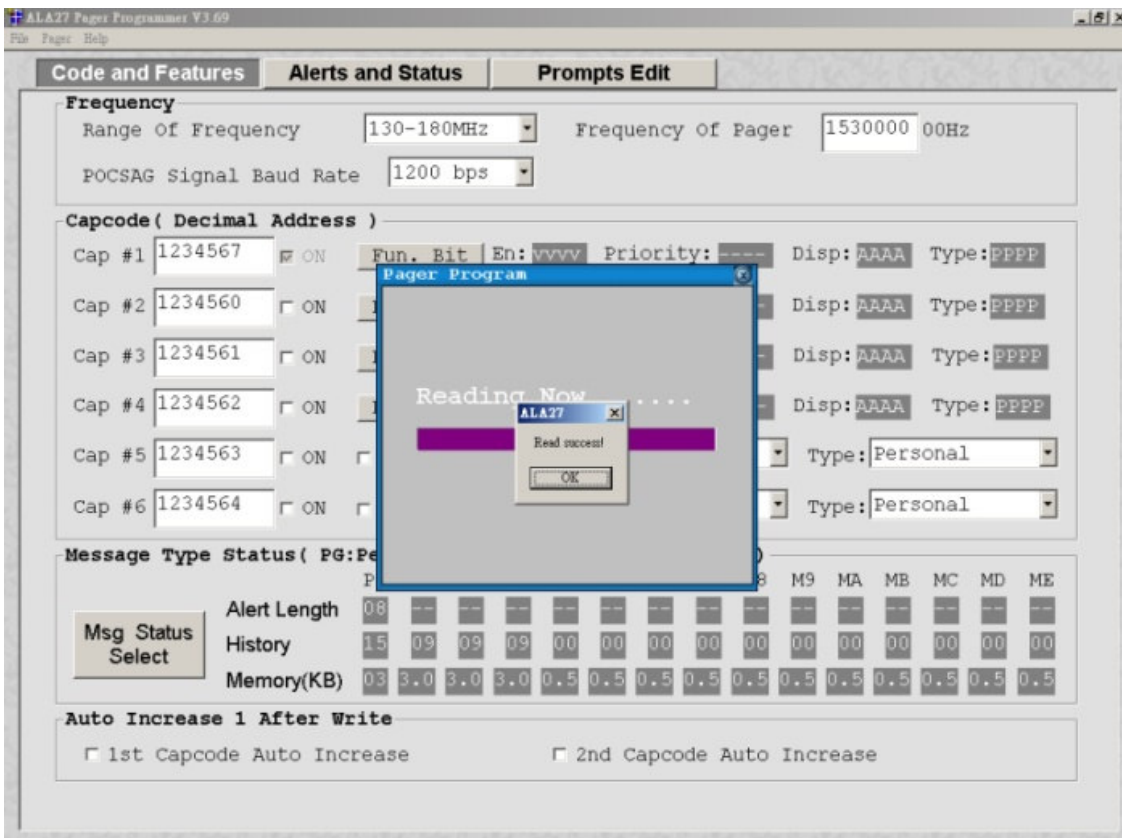 ALA27 Pager Programmer V3.69
File Pager Help
Code and Features Alerts and Status Prompts Edit
Frequency
Range Of Frequency 130-180MHz Frequency Of Pager 1530000 00Hz
POCSAG Signal Baud Rate 1200 bps
Capcode( Decimal Address )
Cap #1 1234567 ON Fun. Bit En: vvvv Priority: ---- Disp: AAAA Type: PPPP
Pager Program
Cap #2 1234560 ON Disp: AAAA Type: PPPP
Cap #3 1234561 ON Disp: AAAA Type: PPPP
Reading Now ....
ALA27
Cap #4 1234562 ON Disp: AAAA Type: PPPP
Read success!
Cap #5 1234563 ON Type: Personal
OK
Cap #6 1234564 ON Type: Personal
Message Type Status( PG:Pe )
P 8 M9 MA MB MC MD ME
Alert Length 08 -- -- -- -- -- -- -- -- -- -- -- -- -- --
Msg Status Select
History 15 09 09 09 00 00 00 00 00 00 00 00 00 00 00
Memory(KB) 03 3.0 3.0 3.0 0.5 0.5 0.5 0.5 0.5 0.5 0.5 0.5 0.5 0.5 0.5
Auto Increase 1 After Write
1st Capcode Auto Increase 2nd Capcode Auto Increase